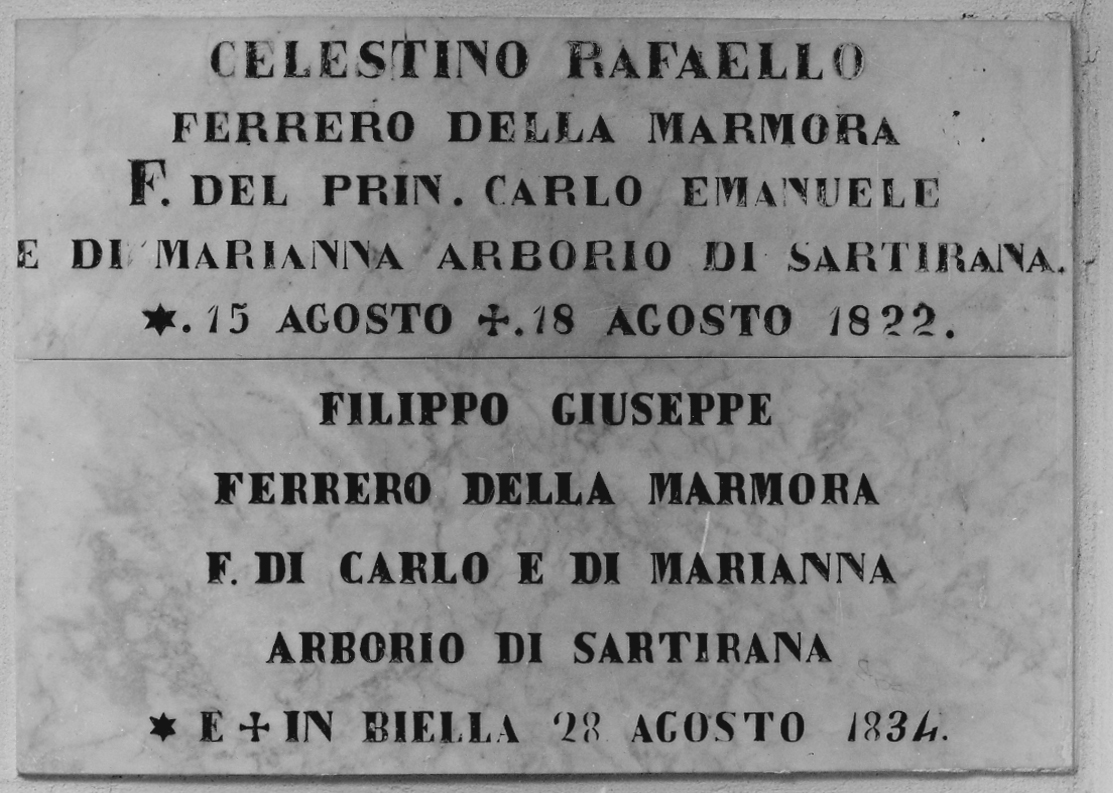 CELESTINO RAFAELLO
FERRERO DELLA MARMORA
F. DEL PRIN. CARLO EMANUELE
E DI MARIANNA ARBORIO DI SARTIRANA.
✶. 15 AGOSTO ✢. 18 AGOSTO 1822.
FILIPPO GIUSEPPE
FERRERO DELLA MARMORA
F. DI CARLO E DI MARIANNA
ARBORIO DI SARTIRANA
✶ E ✢ IN BIELLA 28 AGOSTO 1834.